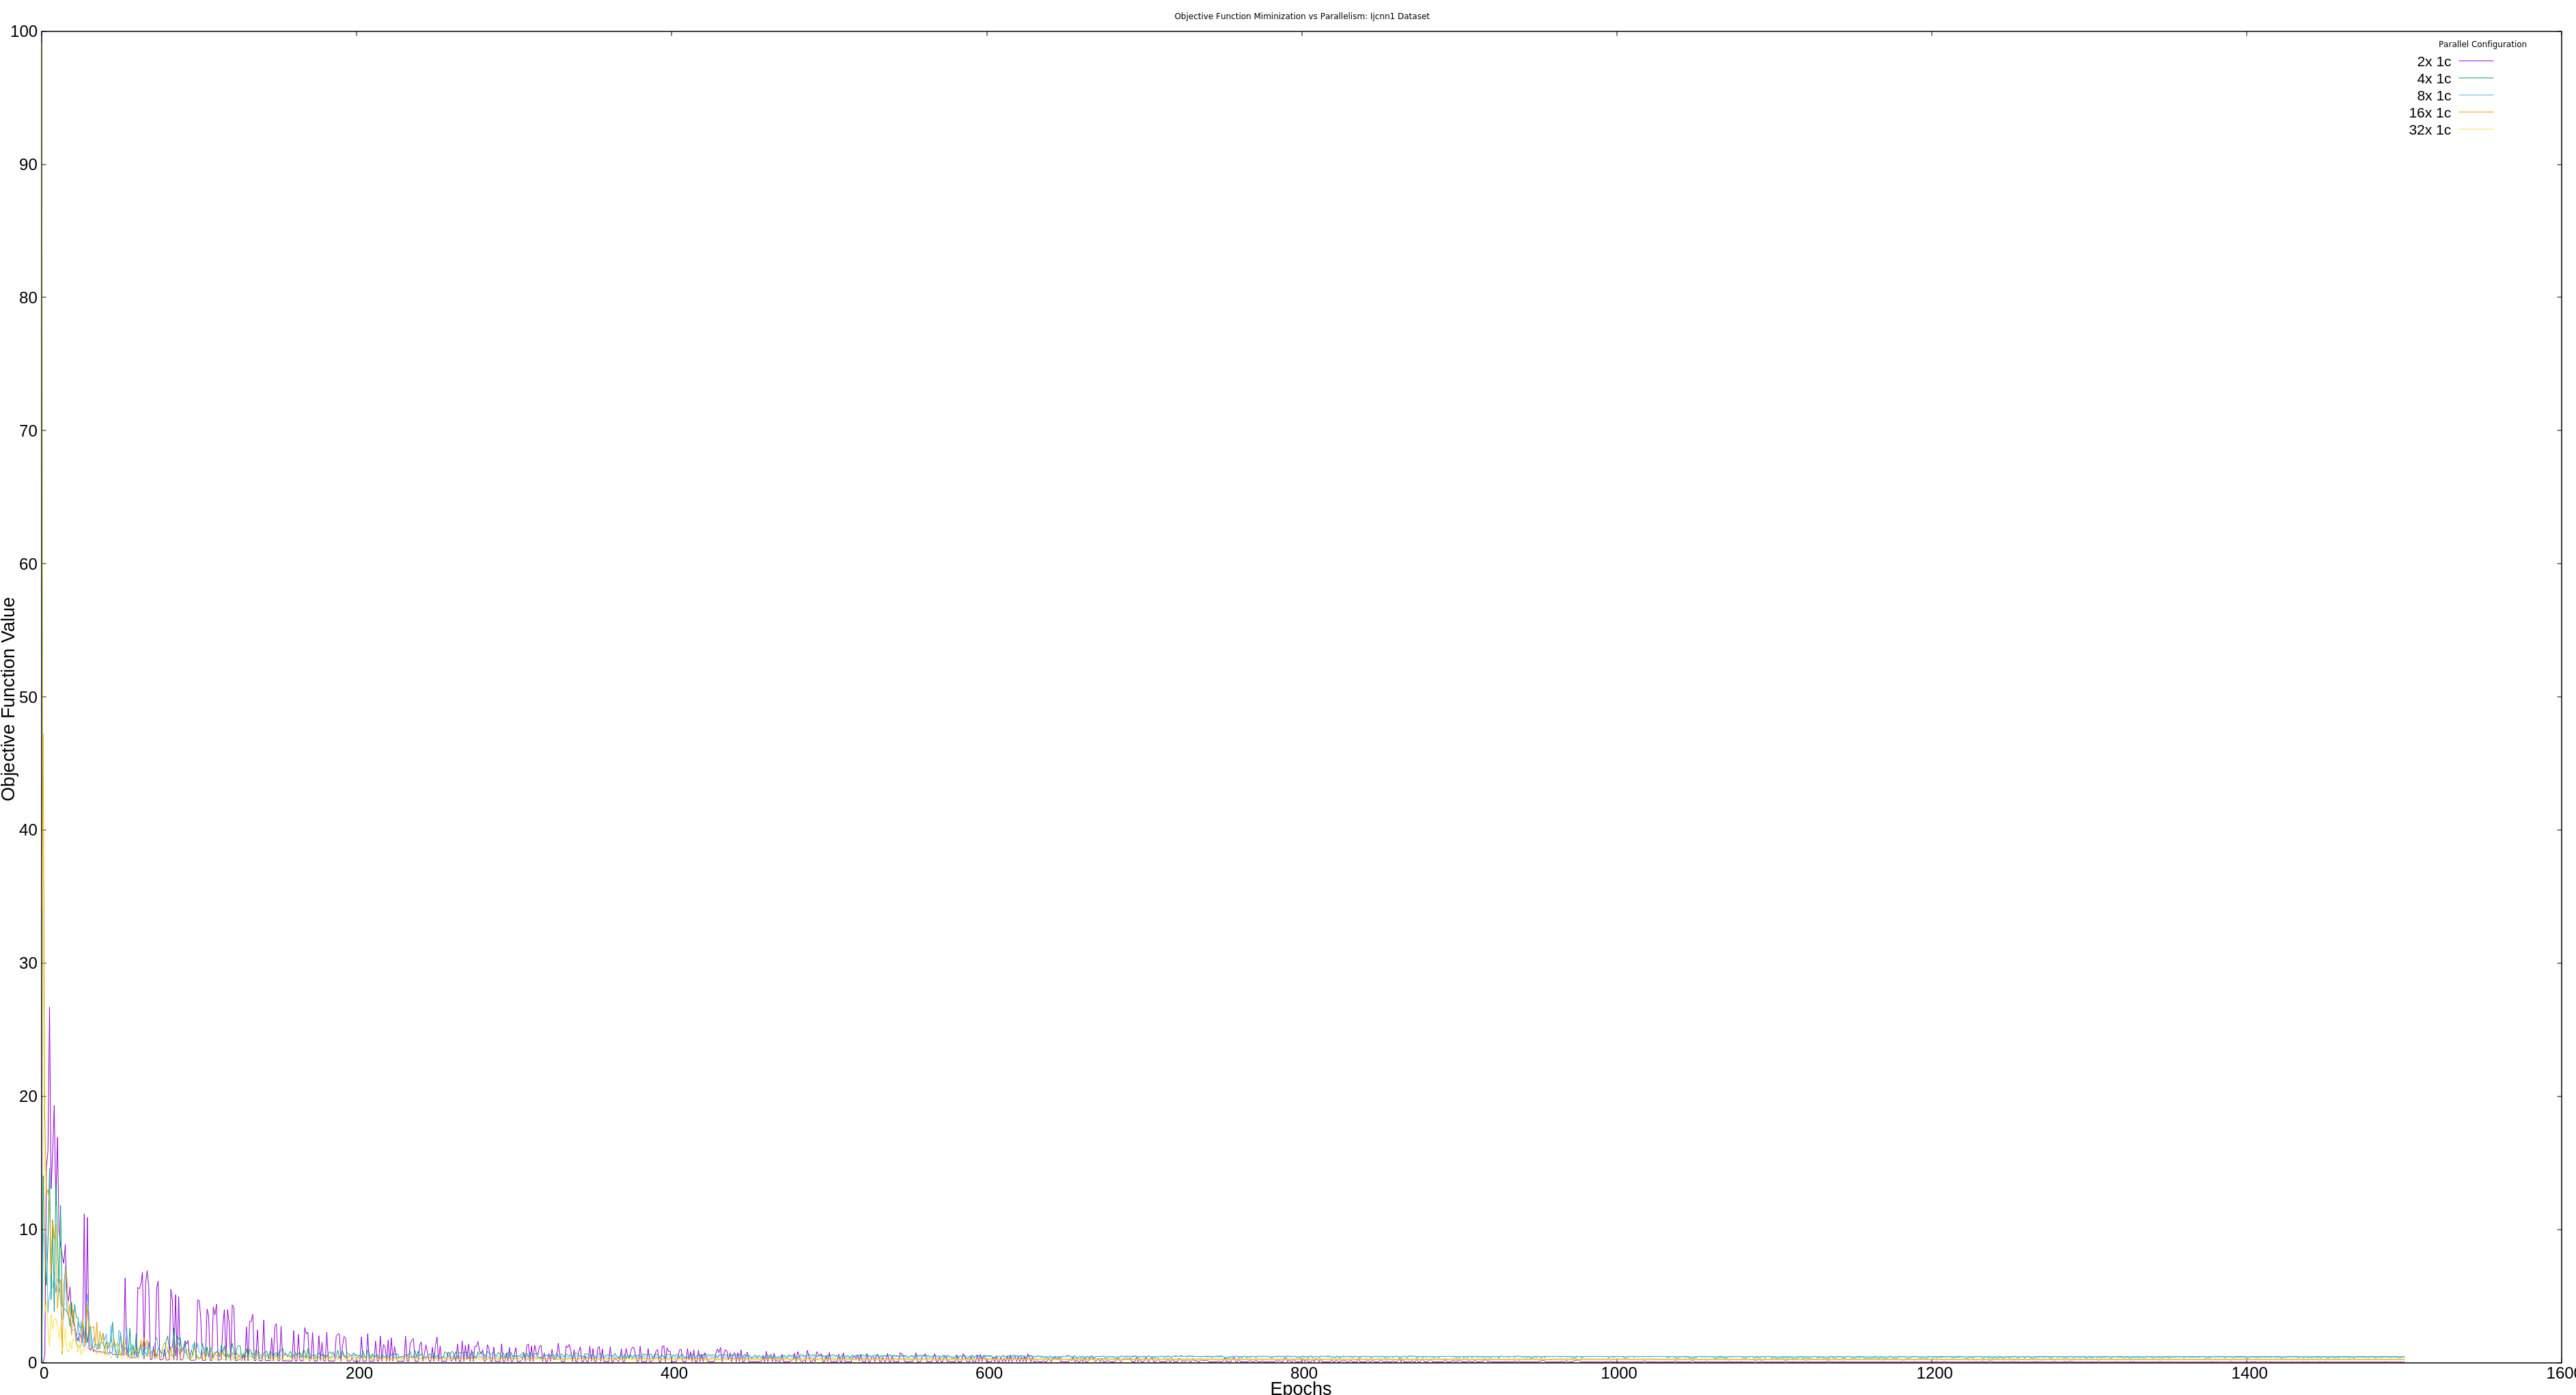 Objective Function Miminization vs Parallelism: Ijcnn1 Dataset
Parallel Configuration
2x 1c
4x 1c
8x 1c
16x 1c
32x 1c
Objective Function Value
100
90
80
70
60
50
40
30
20
10
0
0 200 400 600 800 1000 1200 1400 160
Epochs